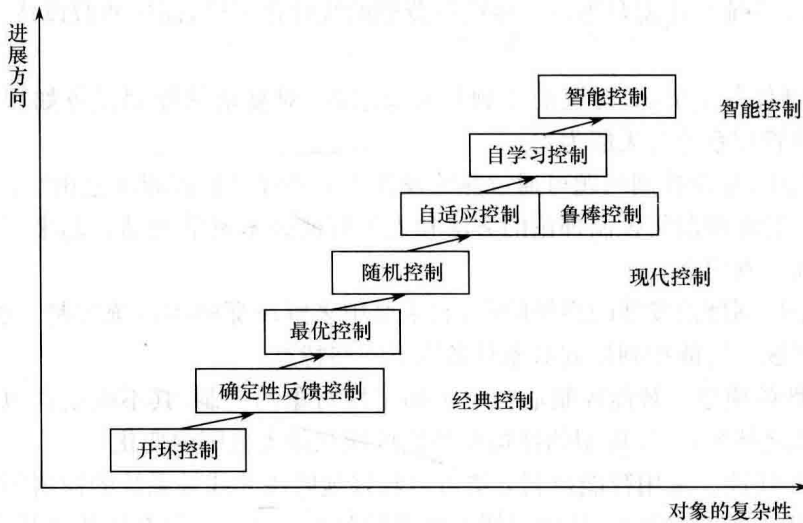 进展方向
智能控制
智能控制
自学习控制
自适应控制
鲁棒控制
随机控制
现代控制
最优控制
确定性反馈控制
经典控制
开环控制
对象的复杂性